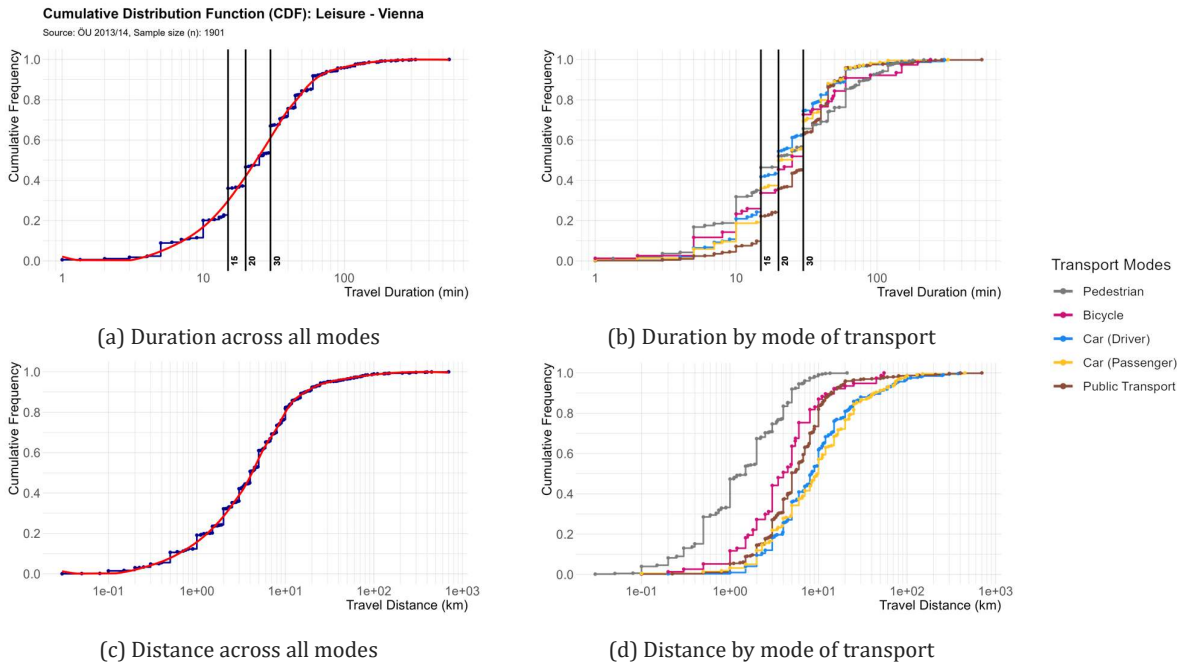 Cumulative Distribution Function (CDF): Leisure - Vienna
Source: ÖU 2013/14, Sample size (n): 1901
Cumulative Frequency
1.0
0.8
0.6
0.4
0.2
0.0
15
20
30
1
10
100
Travel Duration (min)
(a) Duration across all modes
Cumulative Frequency
1.0
0.8
0.6
0.4
0.2
0.0
15
20
30
1
10
100
Travel Duration (min)
(b) Duration by mode of transport
Transport Modes
Pedestrian
Bicycle
Car (Driver)
Car (Passenger)
Public Transport
Cumulative Frequency
1.0
0.8
0.6
0.4
0.2
0.0
1e-01
1e+00
1e+01
1e+02
1e+03
Travel Distance (km)
(c) Distance across all modes
Cumulative Frequency
1.0
0.8
0.6
0.4
0.2
0.0
1e-01
1e+00
1e+01
1e+02
1e+03
Travel Distance (km)
(d) Distance by mode of transport